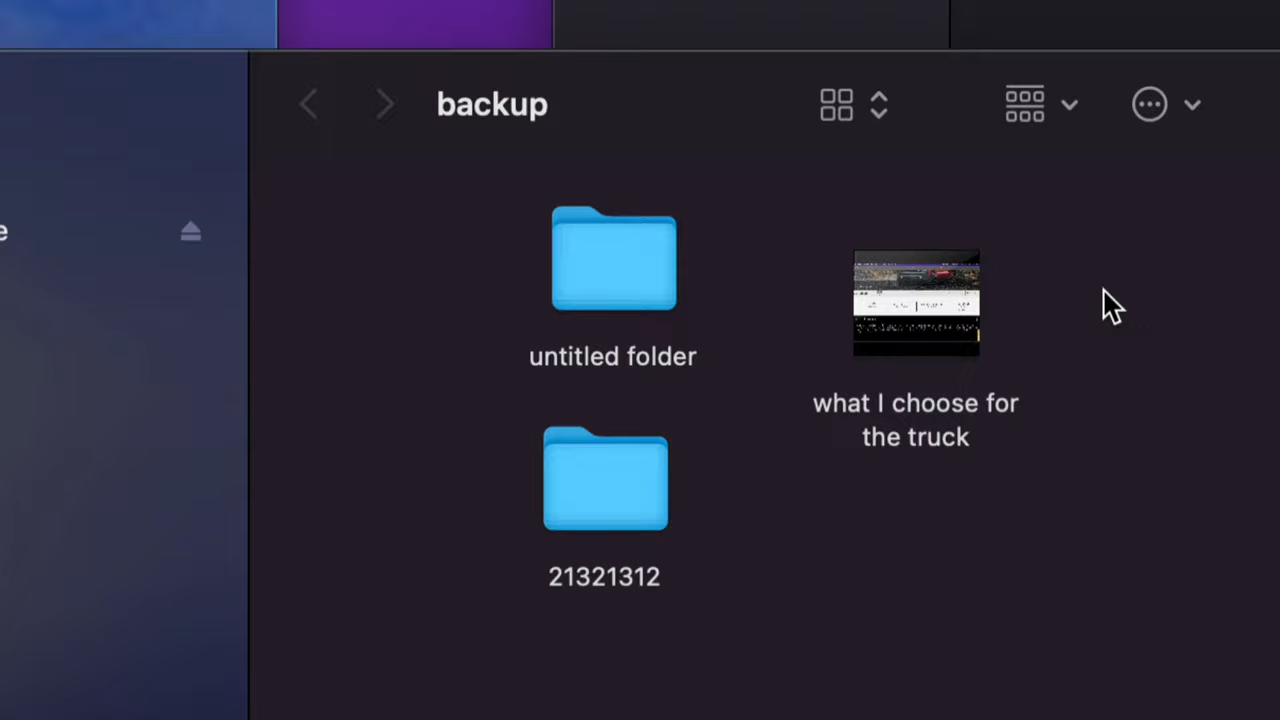 backup
e
untitled folder
what I choose for
the truck
21321312